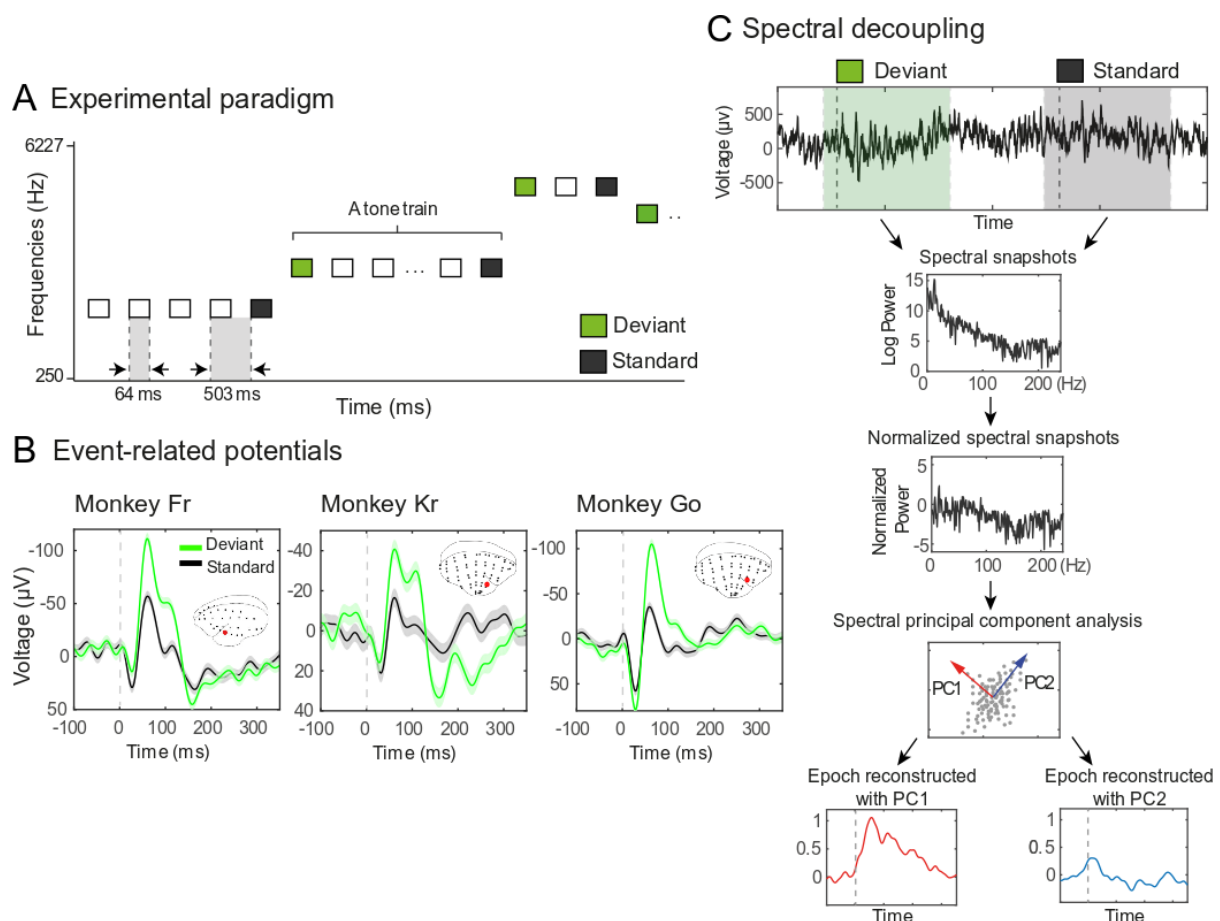 A Experimental paradigm
6227
Frequencies (Hz)
250
A tone train
...
..
Deviant
Standard
64 ms
503 ms
Time (ms)
B Event-related potentials
Monkey Fr
Voltage (μV)
-100
-50
0
50
Deviant
Standard
-100 0 100 200 300
Time (ms)
Monkey Kr
-40
-20
0
20
40
-100 0 100 200 300
Time (ms)
Monkey Go
-100
-50
0
50
-100 0 100 200 300
Time (ms)
C Spectral decoupling
Deviant
Standard
Voltage (μv)
500
0
-500
Time
Spectral snapshots
Log Power
15
10
5
0
0 100 200 (Hz)
Normalized spectral snapshots
Normalized
Power
5
0
-5
0 100 200 (Hz)
Spectral principal component analysis
PC1
PC2
Epoch reconstructed
with PC1
1
0.5
0
Time
Epoch reconstructed
with PC2
1
0.5
0
Time